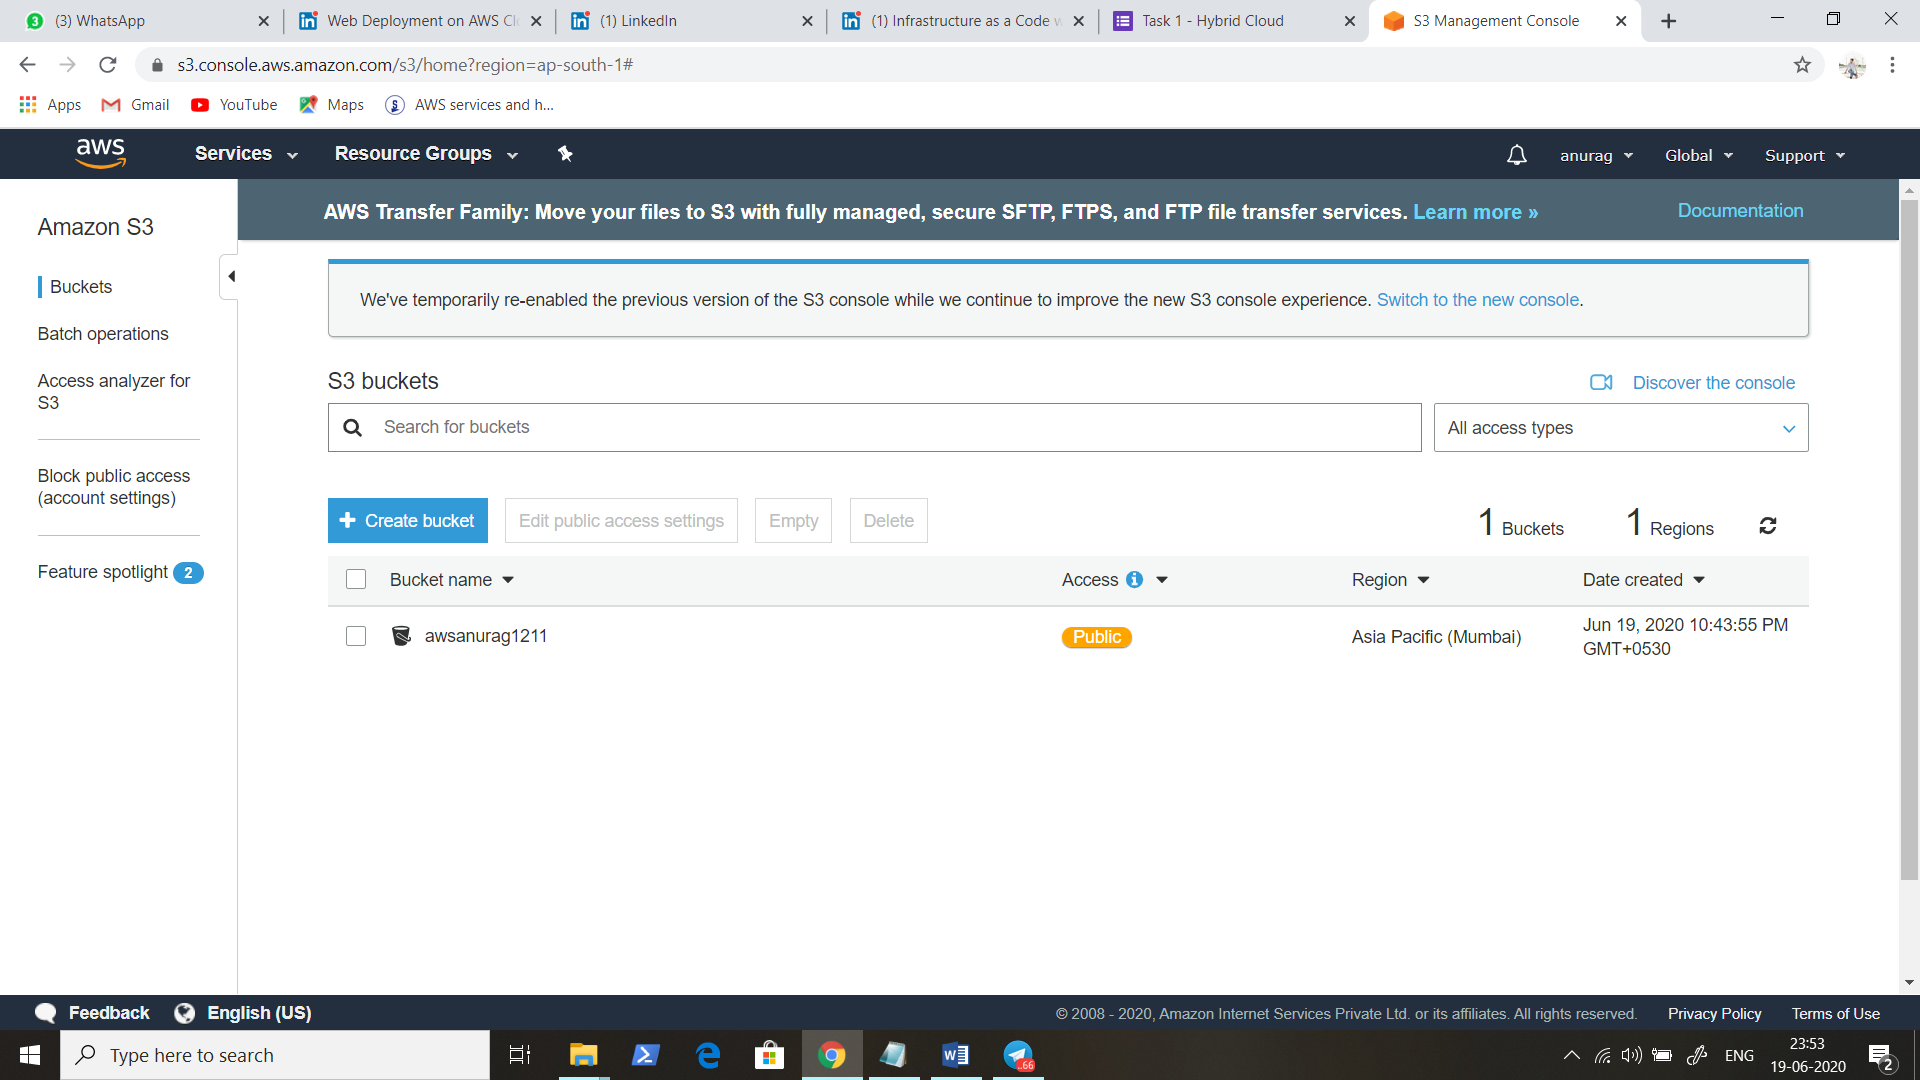 (3) WhatsApp
Web Deployment on AWS Cl
(1) LinkedIn
(1) Infrastructure as a Code w
Task 1 - Hybrid Cloud
S3 Management Console
s3.console.aws.amazon.com/s3/home?region=ap-south-1#
Apps
Gmail
YouTube
Maps
AWS services and h...
aws
Services
Resource Groups
anurag
Global
Support
Amazon S3
Buckets
Batch operations
Access analyzer for
S3
Block public access
(account settings)
Feature spotlight 2
AWS Transfer Family: Move your files to S3 with fully managed, secure SFTP, FTPS, and FTP file transfer services. Learn more »
Documentation
We've temporarily re-enabled the previous version of the S3 console while we continue to improve the new S3 console experience. Switch to the new console.
S3 buckets
Discover the console
Search for buckets
All access types
+ Create bucket
Edit public access settings
Empty
Delete
1 Buckets
1 Regions
Bucket name
Access
Region
Date created
awsanurag1211
Public
Asia Pacific (Mumbai)
Jun 19, 2020 10:43:55 PM
GMT+0530
Feedback
English (US)
© 2008 - 2020, Amazon Internet Services Private Ltd. or its affiliates. All rights reserved.
Privacy Policy
Terms of Use
Type here to search
ENG
23:53
19-06-2020
2